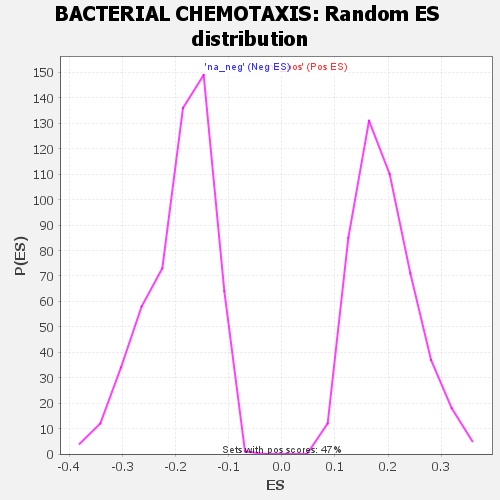 BACTERIAL CHEMOTAXIS: Random ES
distribution
'na_neg' (Neg ES) os' (Pos ES)
150
140
130
120
110
100
90
80
70
60
50
40
30
20
10
0
P(ES)
Sets with pos scores: 47%
-0.4 -0.3 -0.2 -0.1 0.0 0.1 0.2 0.3
ES